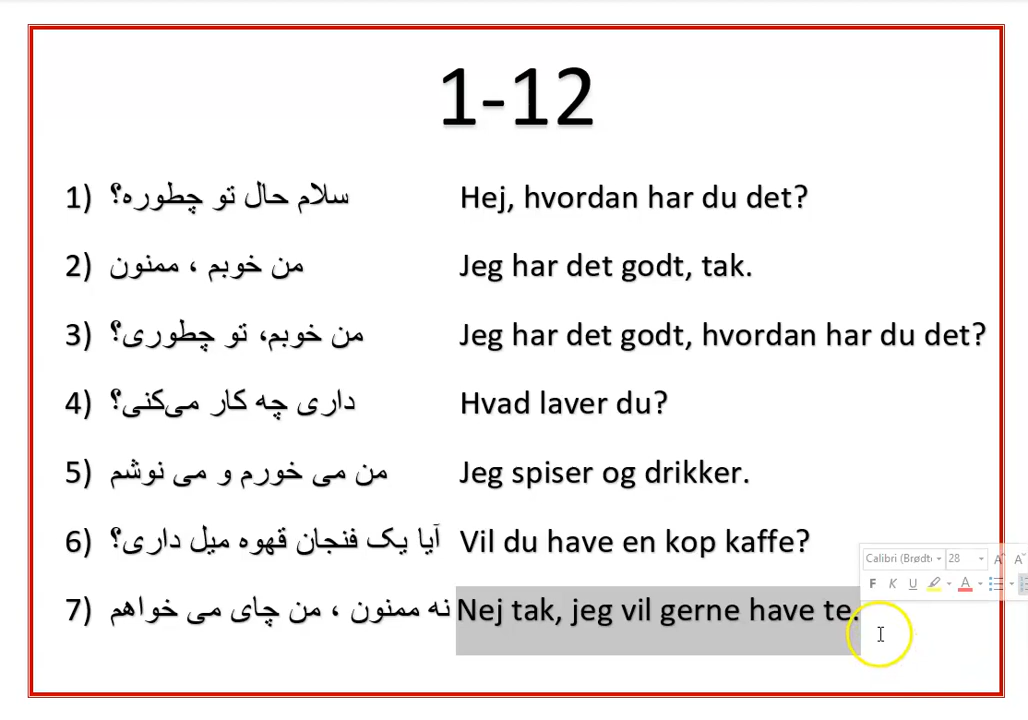 1-12
1) سلام حال تو چطوره؟ Hej, hvordan har du det?
2) من خوبم ، ممنون Jeg har det godt, tak.
3) من خوبم، تو چطوری؟ Jeg har det godt, hvordan har du det?
4) داری چه کار می‌کنی؟ Hvad laver du?
5) من می خورم و می نوشم Jeg spiser og drikker.
6) آیا یک فنجان قهوه میل داری؟ Vil du have en kop kaffe?
Calibri (Brødt 28 A A
F K U A
7) نه ممنون ، من چای می خواهم Nej tak, jeg vil gerne have te.